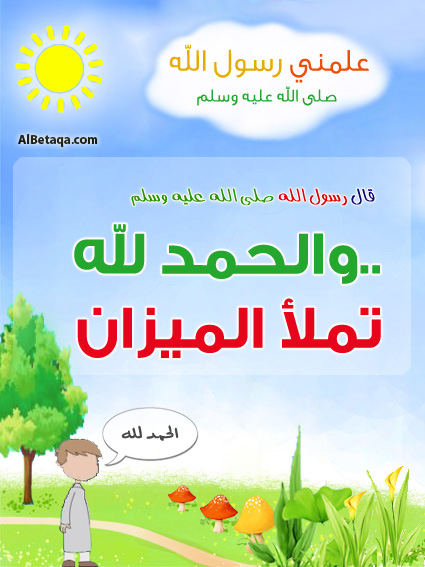 علمني رسول الله
صلى الله عليه وسلم
AlBetaqa.com
قال رسول الله صلى الله عليه وسلم
..والحمد لله
تملأ الميزان
الحمد لله